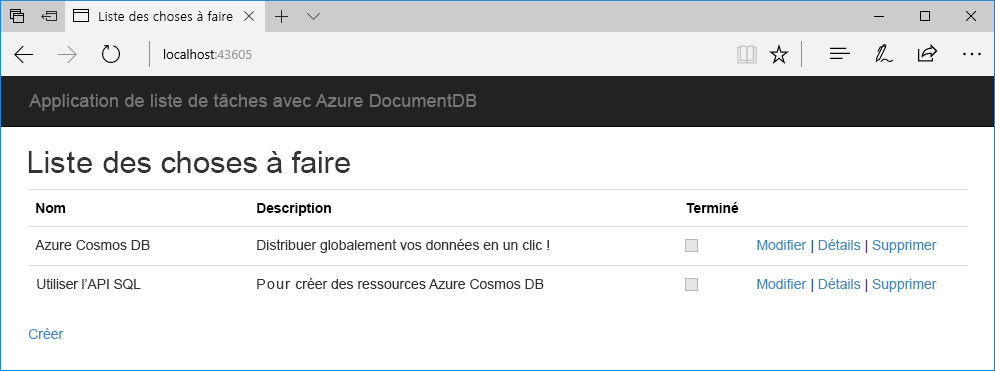 Liste des choses à faire
localhost:43605
Application de liste de tâches avec Azure DocumentDB
Liste des choses à faire
Nom Description Terminé
Azure Cosmos DB Distribuer globalement vos données en un clic ! Modifier | Détails | Supprimer
Utiliser l’API SQL Pour créer des ressources Azure Cosmos DB Modifier | Détails | Supprimer
Créer